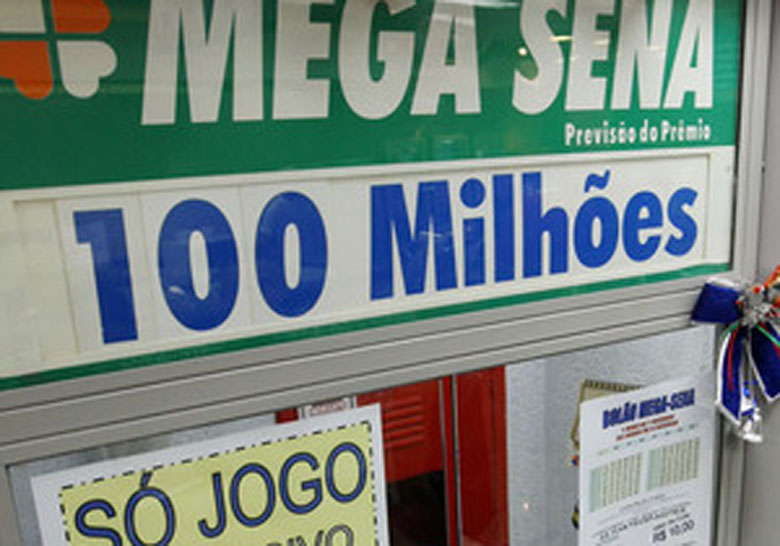 MEGA SENA
Previsão do Prêmio
100 Milhões
SÓ JOGO
BOLÃO MEGA-SENA
R$ 10,00